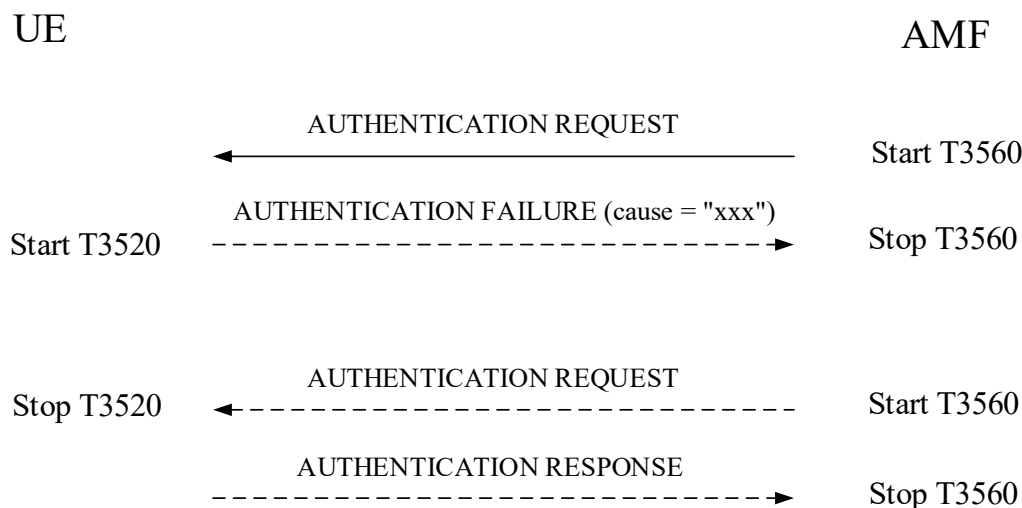 UE
AMF
AUTHENTICATION REQUEST
Start T3560
AUTHENTICATION FAILURE (cause = "xxx")
Start T3520
Stop T3560
AUTHENTICATION REQUEST
Stop T3520
Start T3560
AUTHENTICATION RESPONSE
Stop T3560